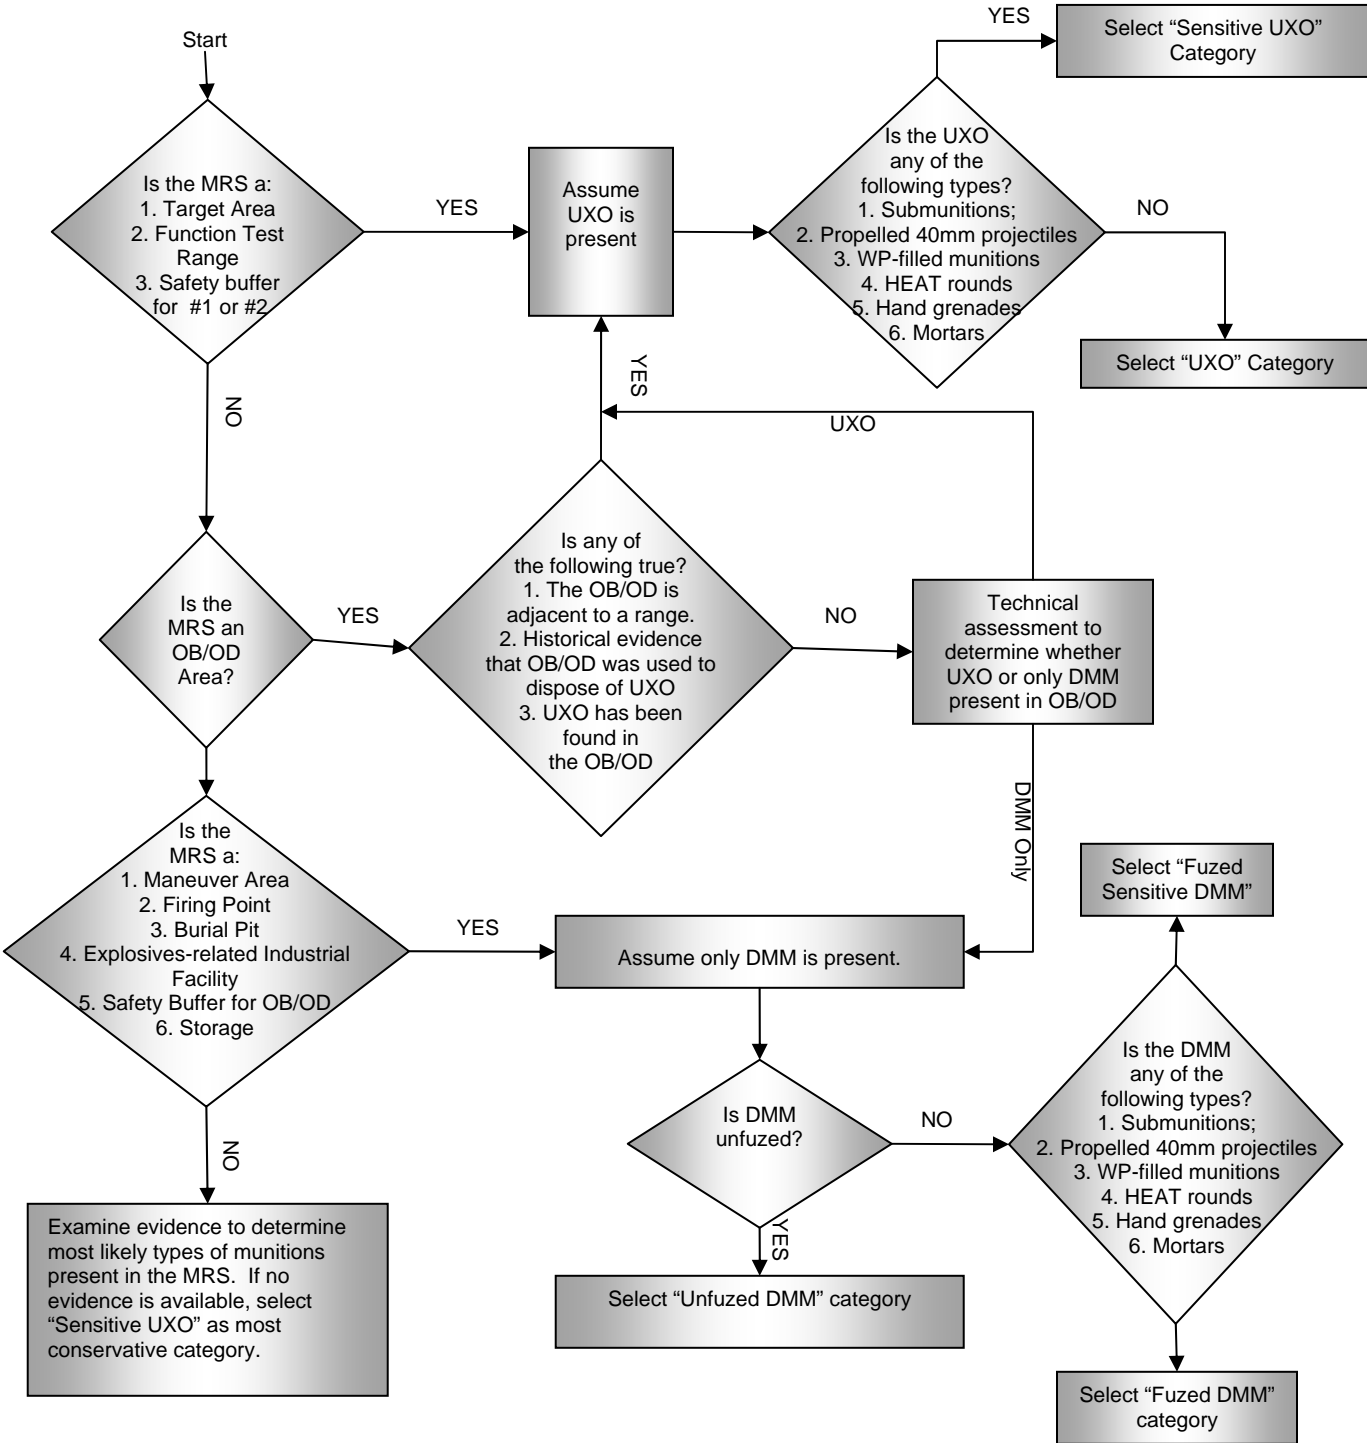 Start
Is the MRS a:
1. Target Area
2. Function Test
Range
3. Safety buffer
for #1 or #2
YES
Assume
UXO is
present
Is the UXO
any of the
following types?
1. Submunitions;
2. Propelled 40mm projectiles
3. WP-filled munitions
4. HEAT rounds
5. Hand grenades
6. Mortars
YES
Select “Sensitive UXO”
Category
NO
Select “UXO” Category
NO
Is the
MRS an
OB/OD
Area?
YES
Is any of
the following true?
1. The OB/OD is
adjacent to a range.
2. Historical evidence
that OB/OD was used to
dispose of UXO
3. UXO has been
found in
the OB/OD
YES
UXO
NO
Technical
assessment to
determine whether
UXO or only DMM
present in OB/OD
DMM Only
Is the
MRS a:
1. Maneuver Area
2. Firing Point
3. Burial Pit
4. Explosives-related Industrial
Facility
5. Safety Buffer for OB/OD
6. Storage
YES
Assume only DMM is present.
NO
Examine evidence to determine
most likely types of munitions
present in the MRS.  If no
evidence is available, select
“Sensitive UXO” as most
conservative category.
Is DMM
unfuzed?
YES
Select “Unfuzed DMM” category
NO
Is the DMM
any of the
following types?
1. Submunitions;
2. Propelled 40mm projectiles
3. WP-filled munitions
4. HEAT rounds
5. Hand grenades
6. Mortars
Select “Fuzed
Sensitive DMM”
Select “Fuzed DMM”
category